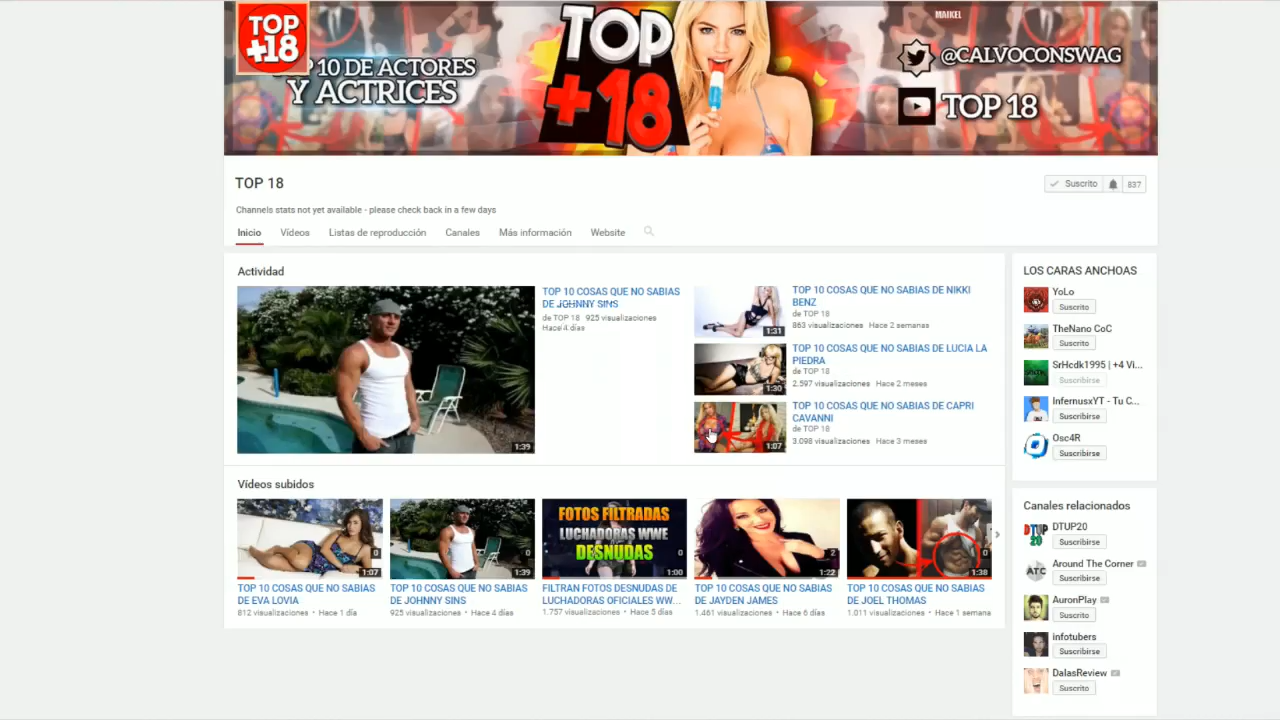 TOP
+18
P 10 DE ACTORES
Y ACTRICES
TOP
+18
MAIKEL
@CALVOCONSWAG
TOP 18
TOP 18
Suscrito 837
Channels stats not yet available - please check back in a few days
Inicio Vídeos Listas de reproducción Canales Más información Website
Actividad
1:39
TOP 10 COSAS QUE NO SABIAS
DE JOHNNY SINS
de TOP 18 925 visualizaciones
Hace 4 días
1:31
TOP 10 COSAS QUE NO SABIAS DE NIKKI
BENZ
de TOP 18
863 visualizaciones Hace 2 semanas
1:30
TOP 10 COSAS QUE NO SABIAS DE LUCIA LA
PIEDRA
de TOP 18
2.597 visualizaciones Hace 2 meses
1:07
TOP 10 COSAS QUE NO SABIAS DE CAPRI
CAVANNI
de TOP 18
3.098 visualizaciones Hace 3 meses
Vídeos subidos
0
1:07
TOP 10 COSAS QUE NO SABIAS
DE EVA LOVIA
812 visualizaciones • Hace 1 día
0
1:39
TOP 10 COSAS QUE NO SABIAS
DE JOHNNY SINS
925 visualizaciones • Hace 4 días
FOTOS FILTRADAS
LUCHADORAS WWE
DESNUDAS
0
1:00
FILTRAN FOTOS DESNUDAS DE
LUCHADORAS OFICIALES WW...
1.757 visualizaciones • Hace 5 días
2
1:22
TOP 10 COSAS QUE NO SABIAS
DE JAYDEN JAMES
1.461 visualizaciones • Hace 6 días
0
1:38
TOP 10 COSAS QUE NO SABIAS
DE JOEL THOMAS
1.011 visualizaciones • Hace 1 semana
LOS CARAS ANCHOAS
YoLo
Suscrito
TheNano CoC
Suscrito
SrHcdk1995 | +4 Vi...
Suscribirse
InfernusxYT - Tu C...
Suscribirse
Osc4R
Suscribirse
Canales relacionados
DTUP
20
DTUP20
Suscribirse
ATC
Around The Corner
Suscribirse
AuronPlay
Suscrito
infotubers
Suscribirse
DalasReview
Suscrito